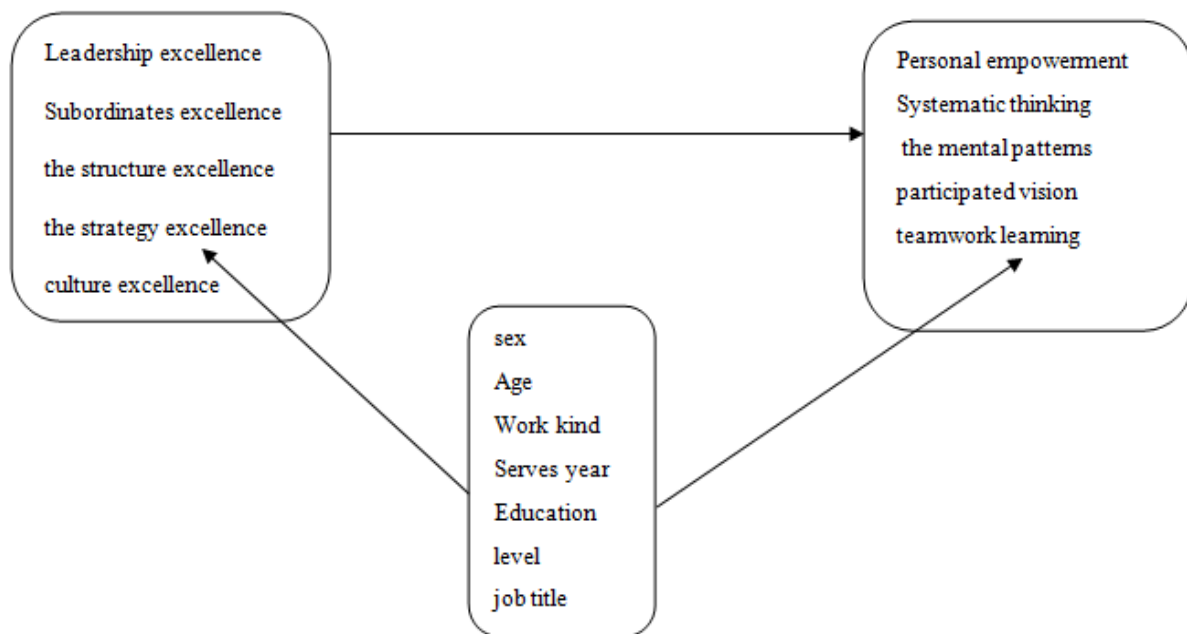 Leadership excellence
Subordinates excellence
the structure excellence
the strategy excellence
culture excellence
Personal empowerment
Systematic thinking
the mental patterns
participated vision
teamwork learning
sex
Age
Work kind
Serves year
Education
level
job title